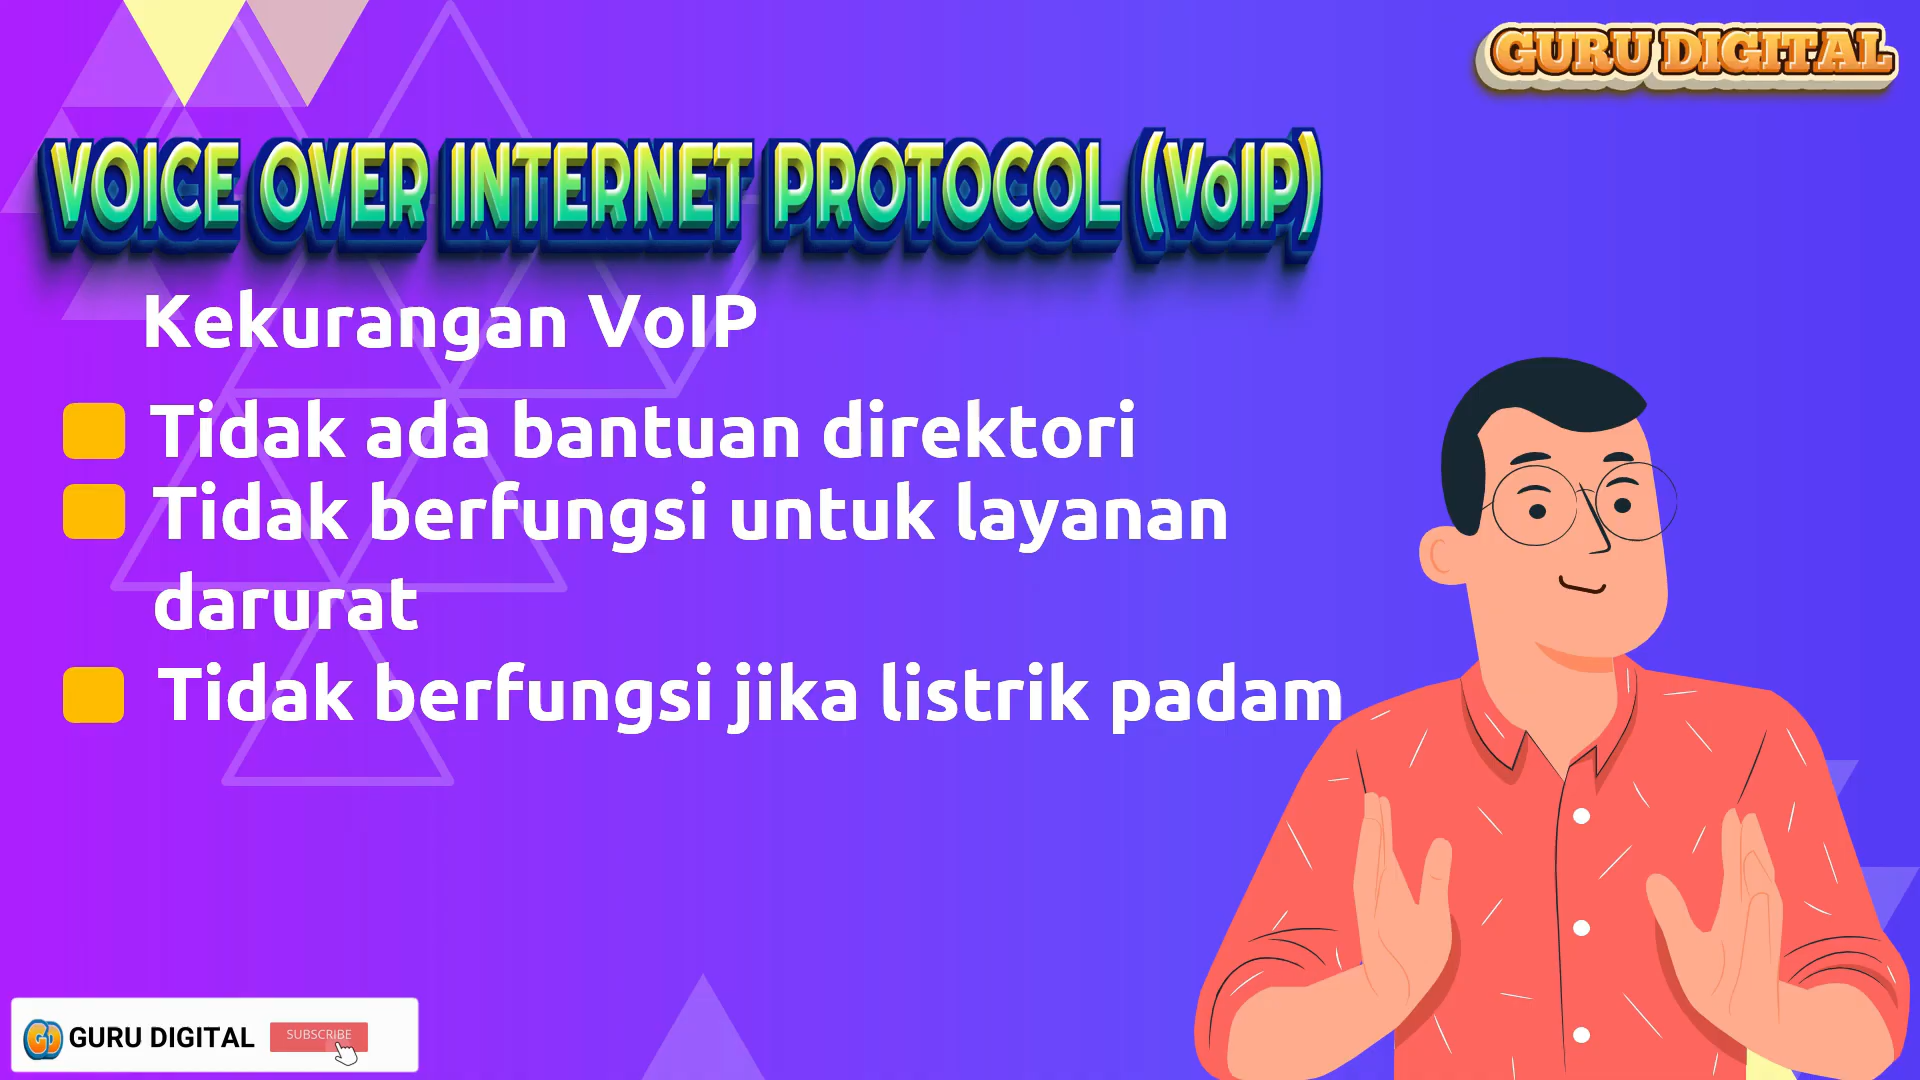 GURU DIGITAL
VOICE OVER INTERNET PROTOCOL (VoIP)
Kekurangan VoIP
Tidak ada bantuan direktori
Tidak berfungsi untuk layanan
darurat
Tidak berfungsi jika listrik padam
GD GURU DIGITAL SUBSCRIBE